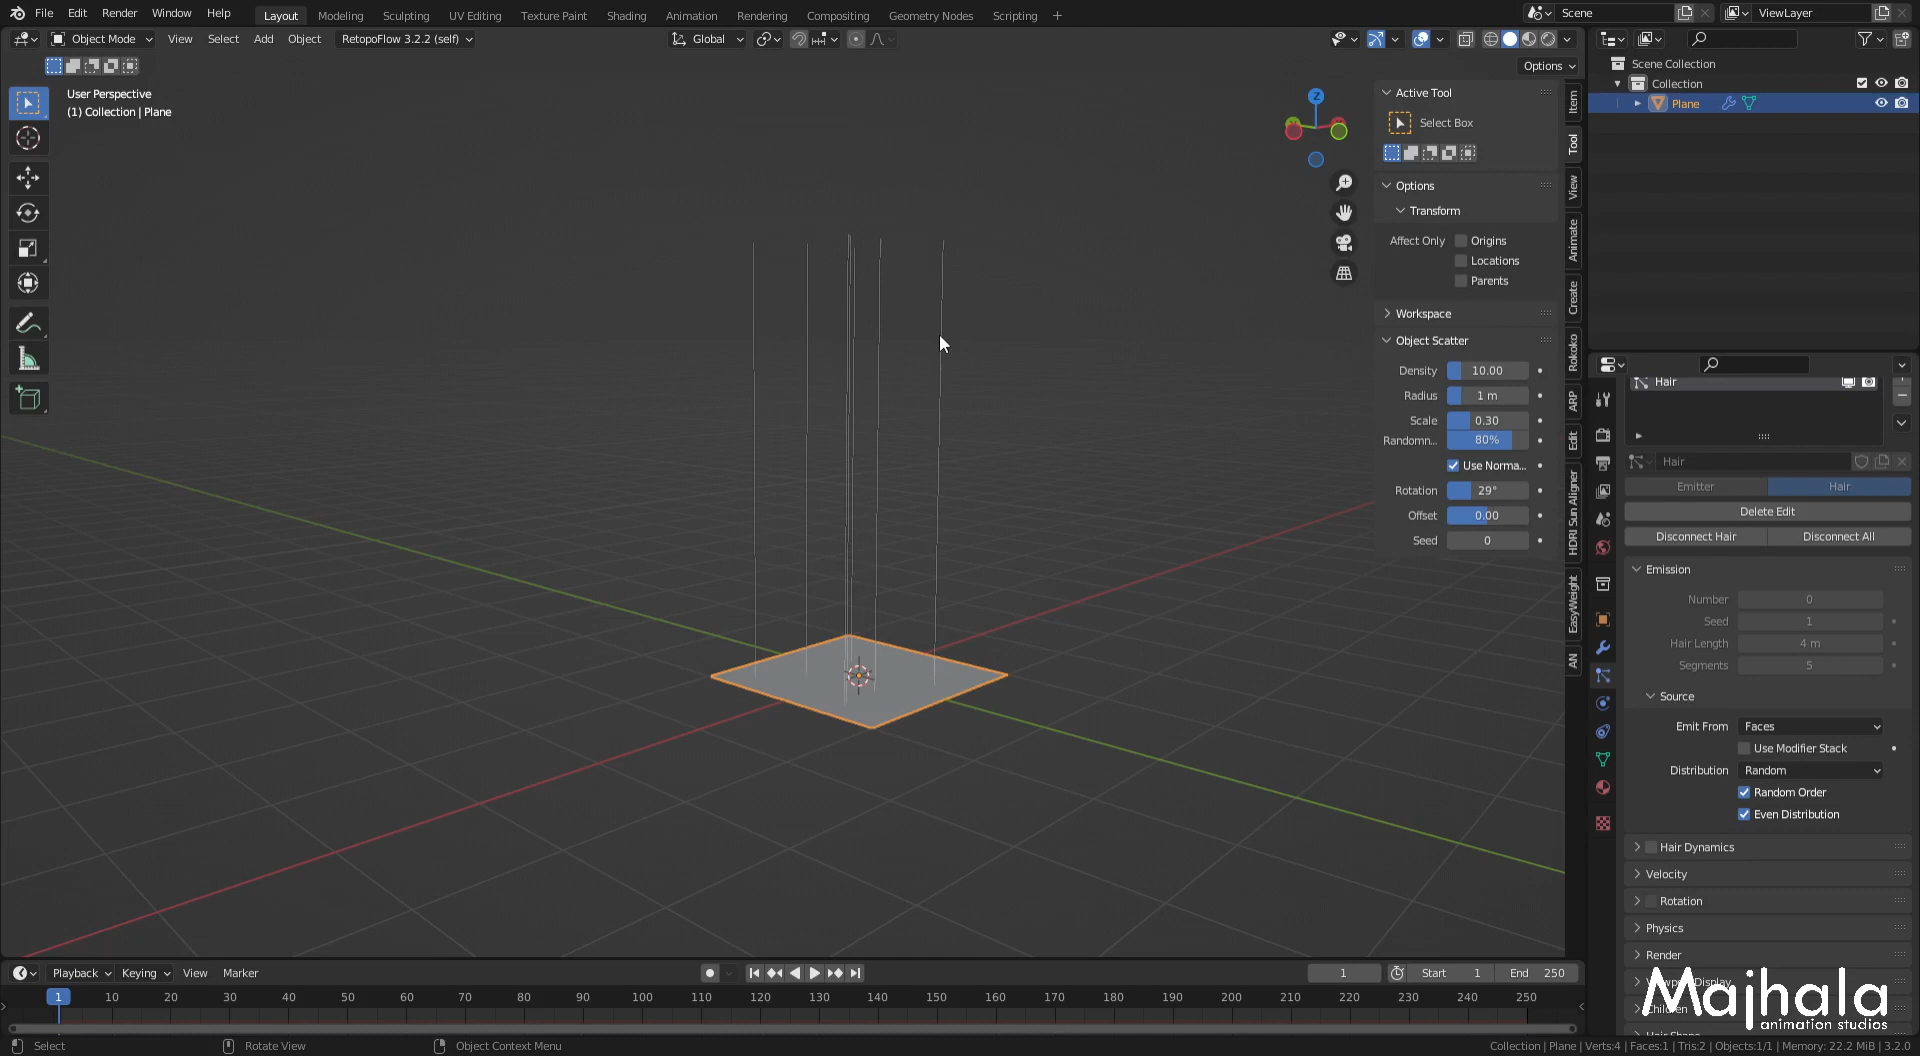 File Edit Render Window Help Layout Modeling Sculpting UV Editing Texture Paint Shading Animation Rendering Compositing Geometry Nodes Scripting + Scene ViewLayer
Object Mode View Select Add Object RetopoFlow 3.2.2 (self) Global
Options
User Perspective
(1) Collection | Plane
Z
Active Tool
Select Box
Options
Transform
Affect Only Origins
Locations
Parents
Workspace
Object Scatter
Density 10.00
Radius 1 m
Scale 0.30
Randomn... 80%
Use Norma...
Rotation 29°
Offset 0.00
Seed 0
Item
Tool
View
Animate
Create
Rokoko
ARP
Edit
HDRI Sun Aligner
EasyWeight
AN
Scene Collection
Collection
Plane
Hair
Hair
Emitter Hair
Delete Edit
Disconnect Hair Disconnect All
Emission
Number 0
Seed 1
Hair Length 4 m
Segments 5
Source
Emit From Faces
Use Modifier Stack
Distribution Random
Random Order
Even Distribution
Hair Dynamics
Velocity
Rotation
Physics
Render
Children
Majhala
animation studios
Playback Keying View Marker 1 Start 1 End 250
1 10 20 30 40 50 60 70 80 90 100 110 120 130 140 150 160 170 180 190 200 210 220 230 240 250
Select Rotate View Object Context Menu Collection | Plane | Verts:4 | Faces:1 | Tris:2 | Objects:1/1 | Memory: 22.2 MiB | 3.2.0